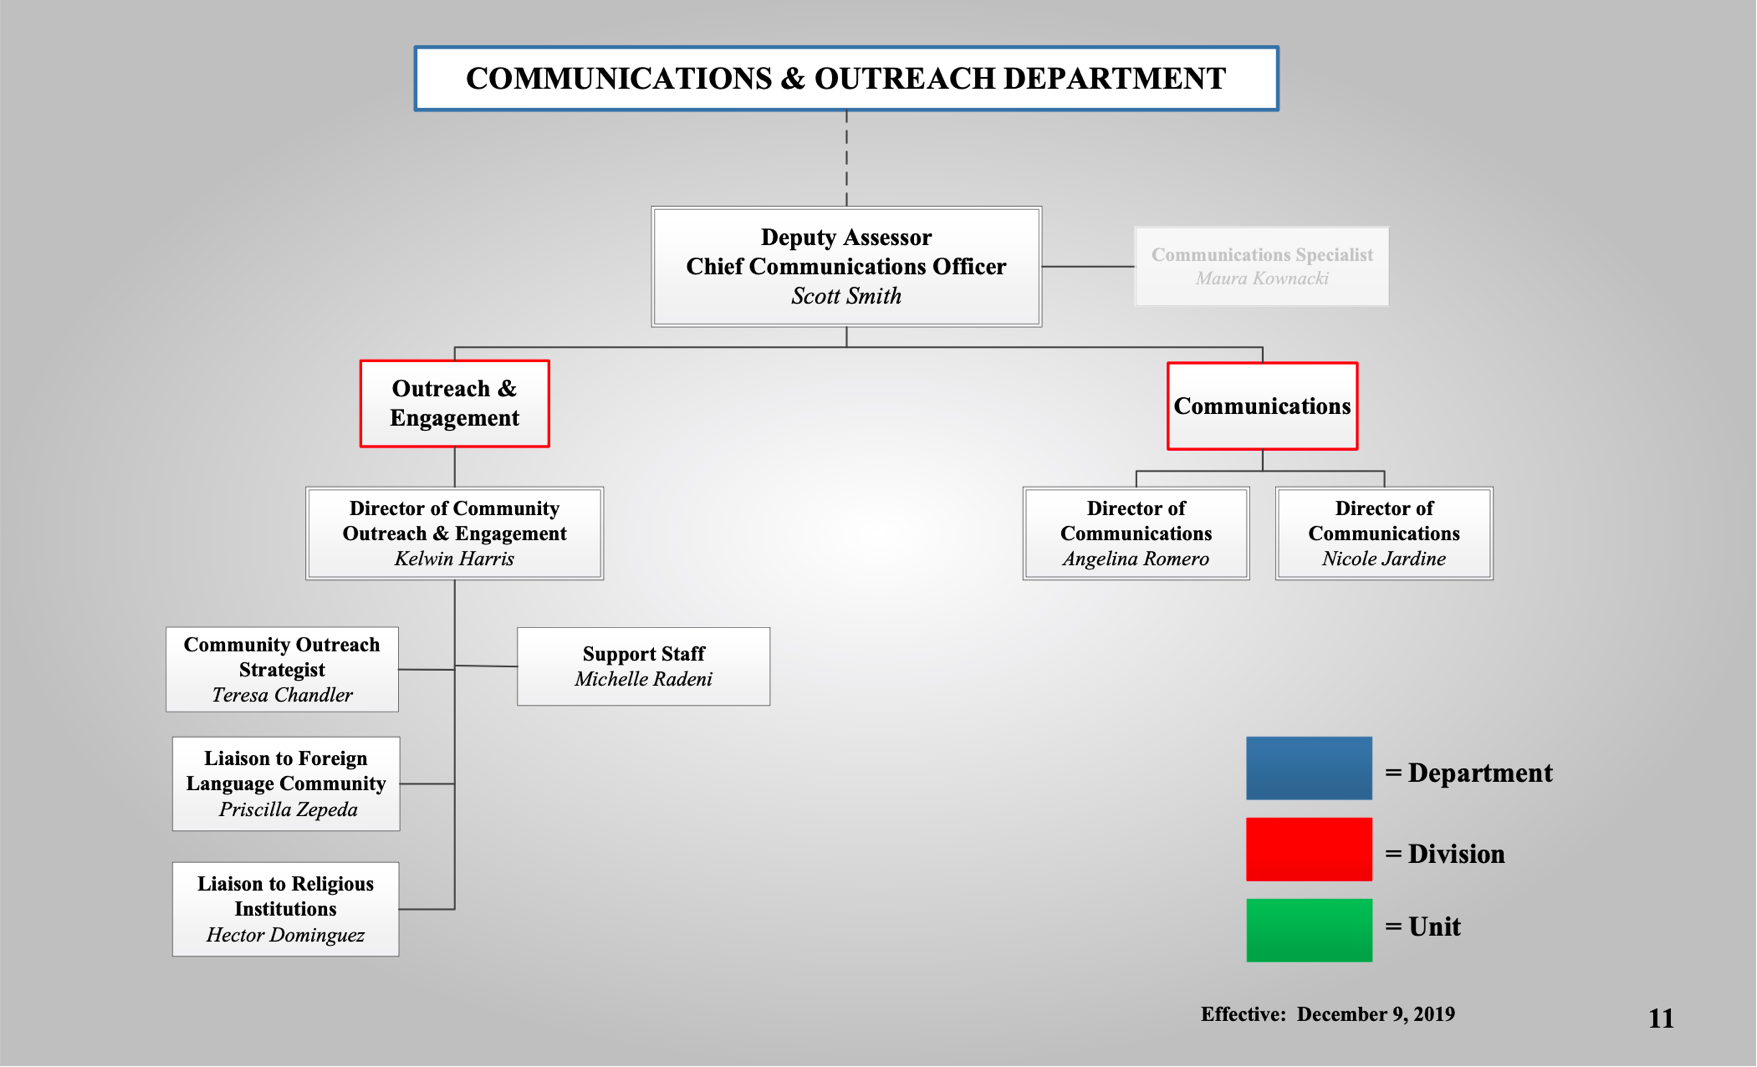 COMMUNICATIONS & OUTREACH DEPARTMENT
Deputy Assessor
Chief Communications Officer
Scott Smith
Communications Specialist
Maura Kownacki
Outreach &
Engagement
Communications
Director of Community
Outreach & Engagement
Kelwin Harris
Director of
Communications
Angelina Romero
Director of
Communications
Nicole Jardine
Community Outreach
Strategist
Teresa Chandler
Support Staff
Michelle Radeni
Liaison to Foreign
Language Community
Priscilla Zepeda
Liaison to Religious
Institutions
Hector Dominguez
= Department
= Division
= Unit
Effective: December 9, 2019
11